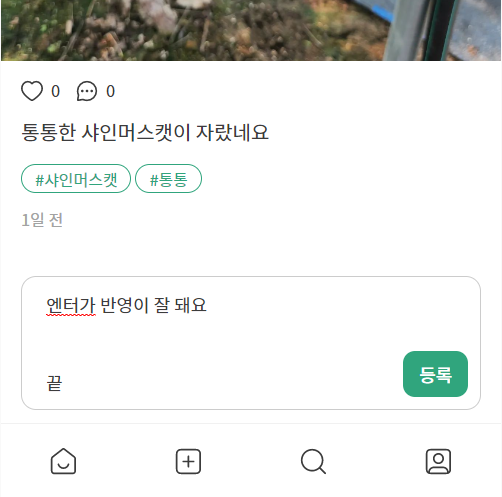 0 0
통통한 샤인머스캣이 자랐네요
#샤인머스캣 #통통
1일 전
엔터가 반영이 잘 돼요
끝
등록